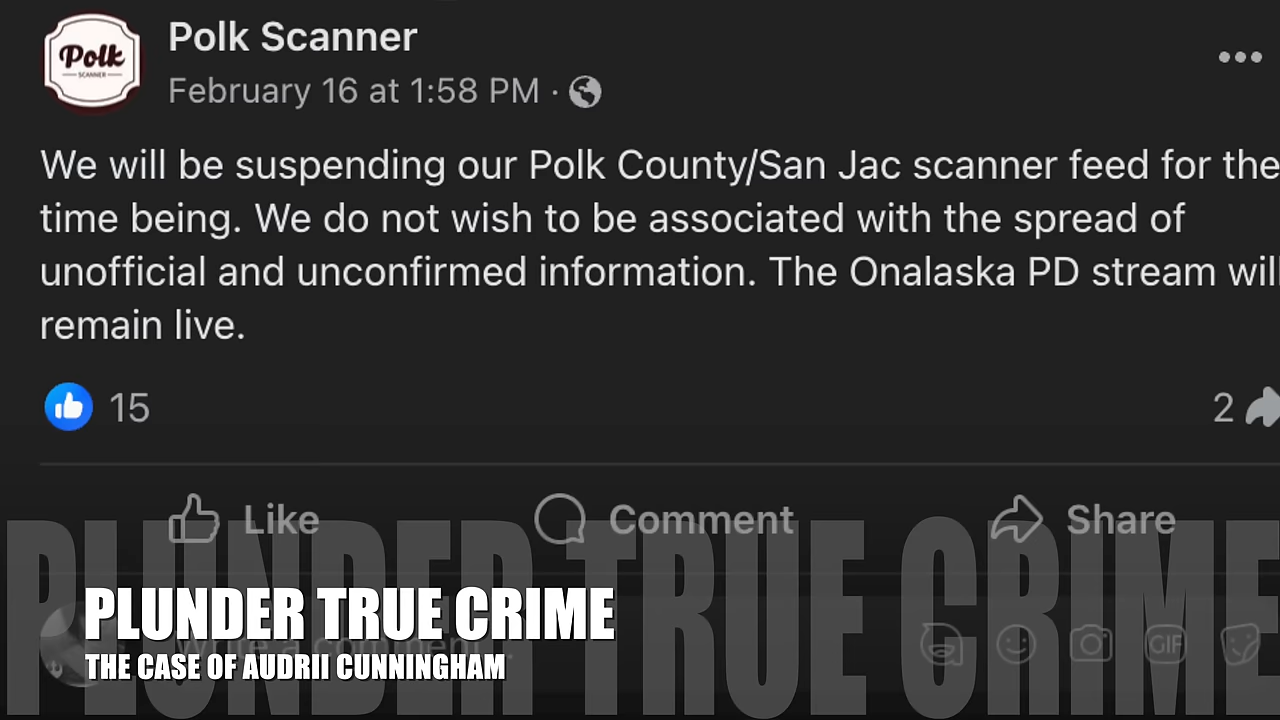 Polk
SCANNER
Polk Scanner
February 16 at 1:58 PM ·
We will be suspending our Polk County/San Jac scanner feed for the
time being. We do not wish to be associated with the spread of
unofficial and unconfirmed information. The Onalaska PD stream will
remain live.
15
2
Like
Comment
Share
PLUNDER TRUE CRIME
PLUNDER TRUE CRIME
Write a comment...
GIF
THE CASE OF AUDRII CUNNINGHAM